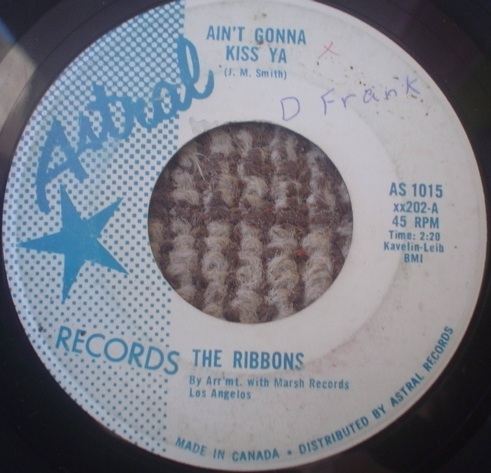 AIN'T GONNA
KISS YA
(J. M. Smith)
D Frank
Astral
AS 1015
xx202-A
45 RPM
Time: 2:20
Kavelin-Leib
BMI
RECORDS
THE RIBBONS
By Arr'mt. with Marsh Records
Los Angelos
MADE IN CANADA • DISTRIBUTED BY ASTRAL RECORDS